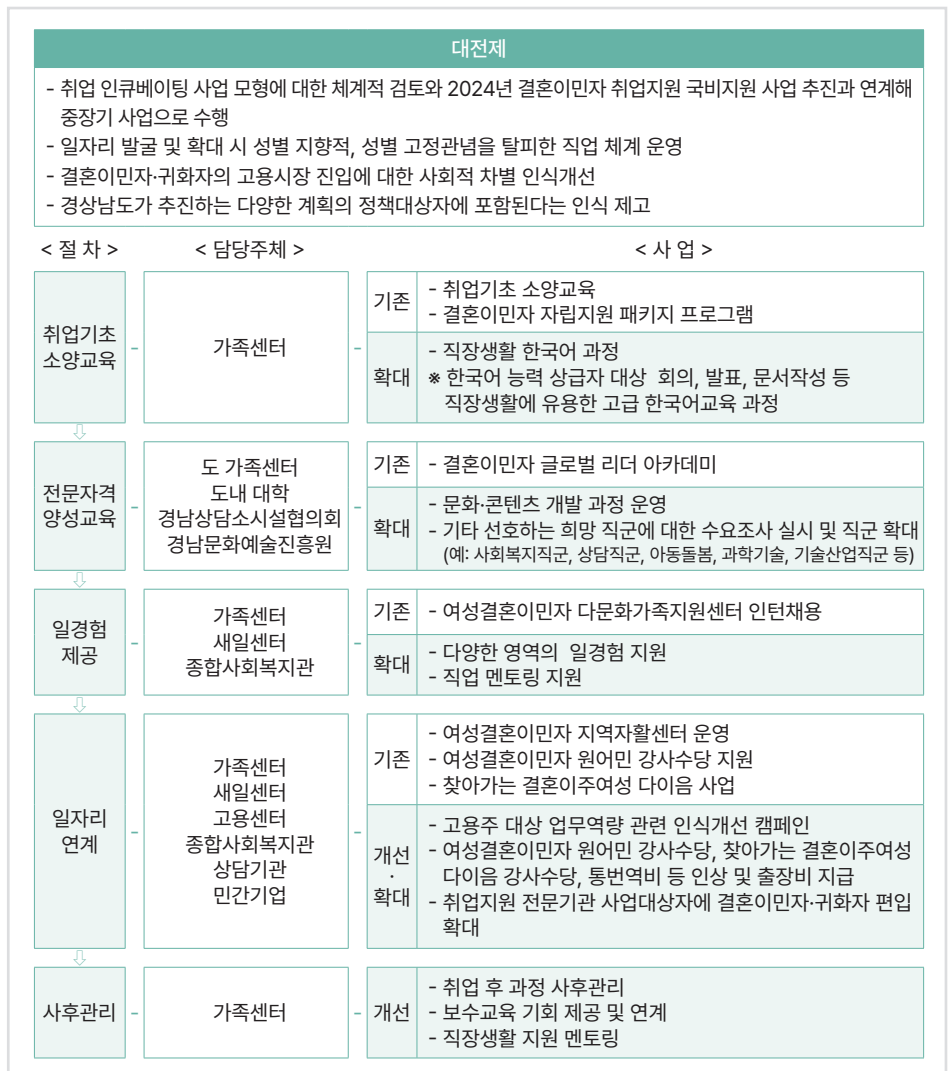 대전제
- 취업 인큐베이팅 사업 모형에 대한 체계적 검토와 2024년 결혼이민자 취업지원 국비지원 사업 추진과 연계해
중장기 사업으로 수행
- 일자리 발굴 및 확대 시 성별 지향적, 성별 고정관념을 탈피한 직업 체계 운영
- 결혼이민자·귀화자의 고용시장 진입에 대한 사회적 차별 인식개선
- 경상남도가 추진하는 다양한 계획의 정책대상자에 포함된다는 인식 제고
< 절 차 > < 담당주체 > < 사 업 >
취업기초
소양교육
가족센터
기존
- 취업기초 소양교육
- 결혼이민자 자립지원 패키지 프로그램
확대
- 직장생활 한국어 과정
※ 한국어 능력 상급자 대상 회의, 발표, 문서작성 등
직장생활에 유용한 고급 한국어교육 과정
전문자격
양성교육
도 가족센터
도내 대학
경남상담소시설협의회
경남문화예술진흥원
기존
- 결혼이민자 글로벌 리더 아카데미
확대
- 문화·콘텐츠 개발 과정 운영
- 기타 선호하는 희망 직군에 대한 수요조사 실시 및 직군 확대
(예: 사회복지직군, 상담직군, 아동돌봄, 과학기술, 기술산업직군 등)
일경험
제공
가족센터
새일센터
종합사회복지관
기존
- 여성결혼이민자 다문화가족지원센터 인턴채용
확대
- 다양한 영역의 일경험 지원
- 직업 멘토링 지원
일자리
연계
가족센터
새일센터
고용센터
종합사회복지관
상담기관
민간기업
기존
- 여성결혼이민자 지역자활센터 운영
- 여성결혼이민자 원어민 강사수당 지원
- 찾아가는 결혼이주여성 다이음 사업
개선
·
확대
- 고용주 대상 업무역량 관련 인식개선 캠페인
- 여성결혼이민자 원어민 강사수당, 찾아가는 결혼이주여성
다이음 강사수당, 통번역비 등 인상 및 출장비 지급
- 취업지원 전문기관 사업대상자에 결혼이민자·귀화자 편입
확대
사후관리
가족센터
개선
- 취업 후 과정 사후관리
- 보수교육 기회 제공 및 연계
- 직장생활 지원 멘토링